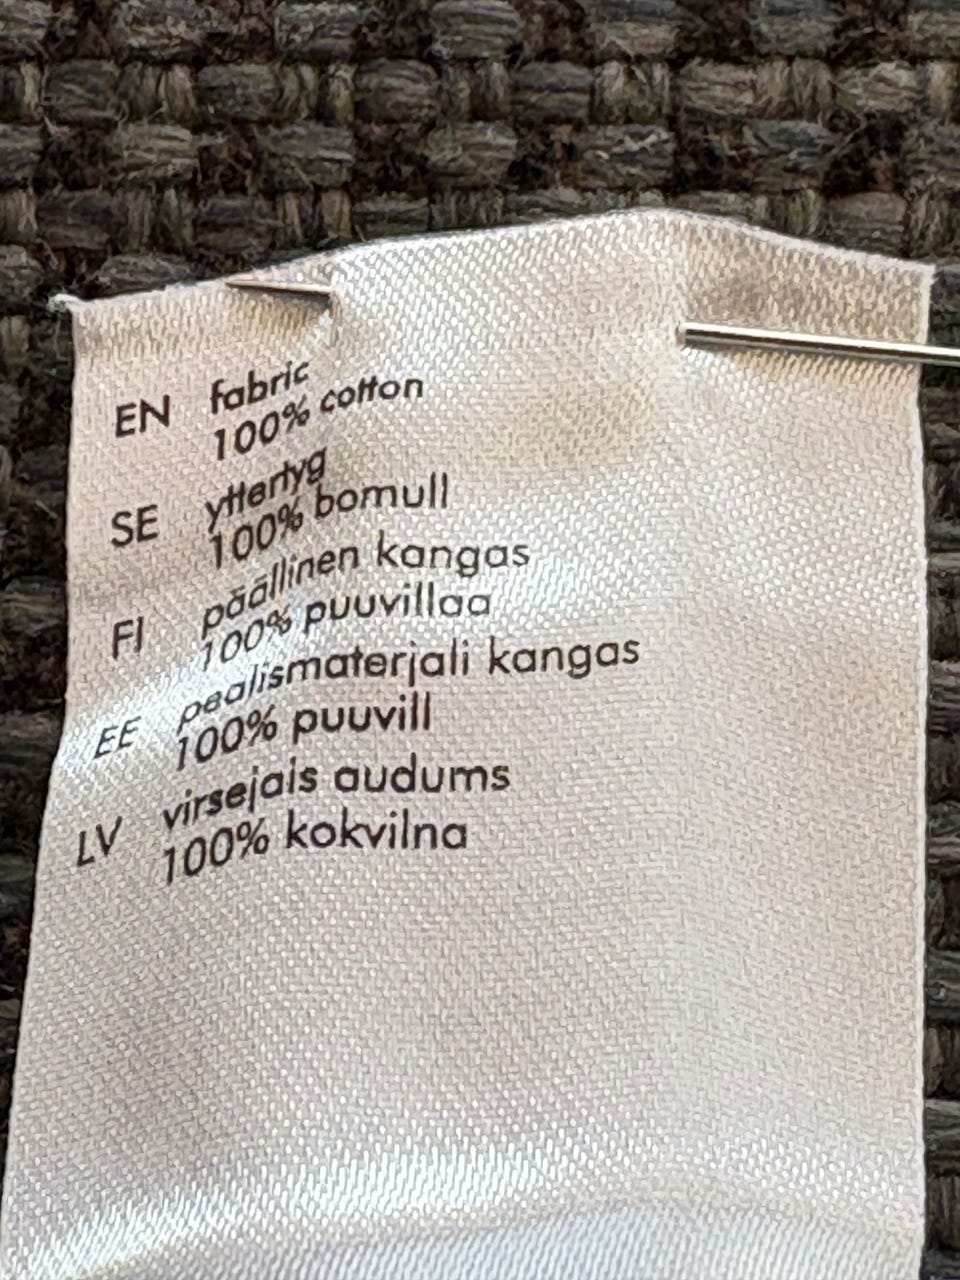 EN fabric
100% cotton
SE yttertyg
100% bomull
FI päällinen kangas
100% puuvillaa
EE pealismaterjali kangas
100% puuvill
LV virsejais audums
100% kokvilna